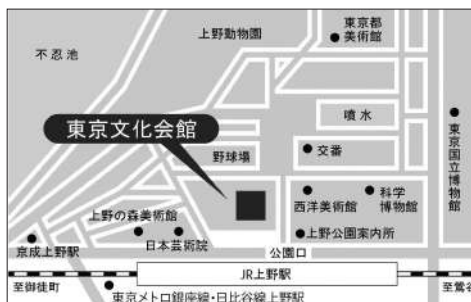 東京都
美術館
上野動物園
不忍池
噴水
東京文化会館
野球場
交番
東京国立博物館
西洋美術館
科学
博物館
上野の森美術館
日本芸術院
上野公園案内所
京成上野駅
公園口
JR上野駅
至御徒町
至鶯谷
東京メトロ銀座線・日比谷線上野駅